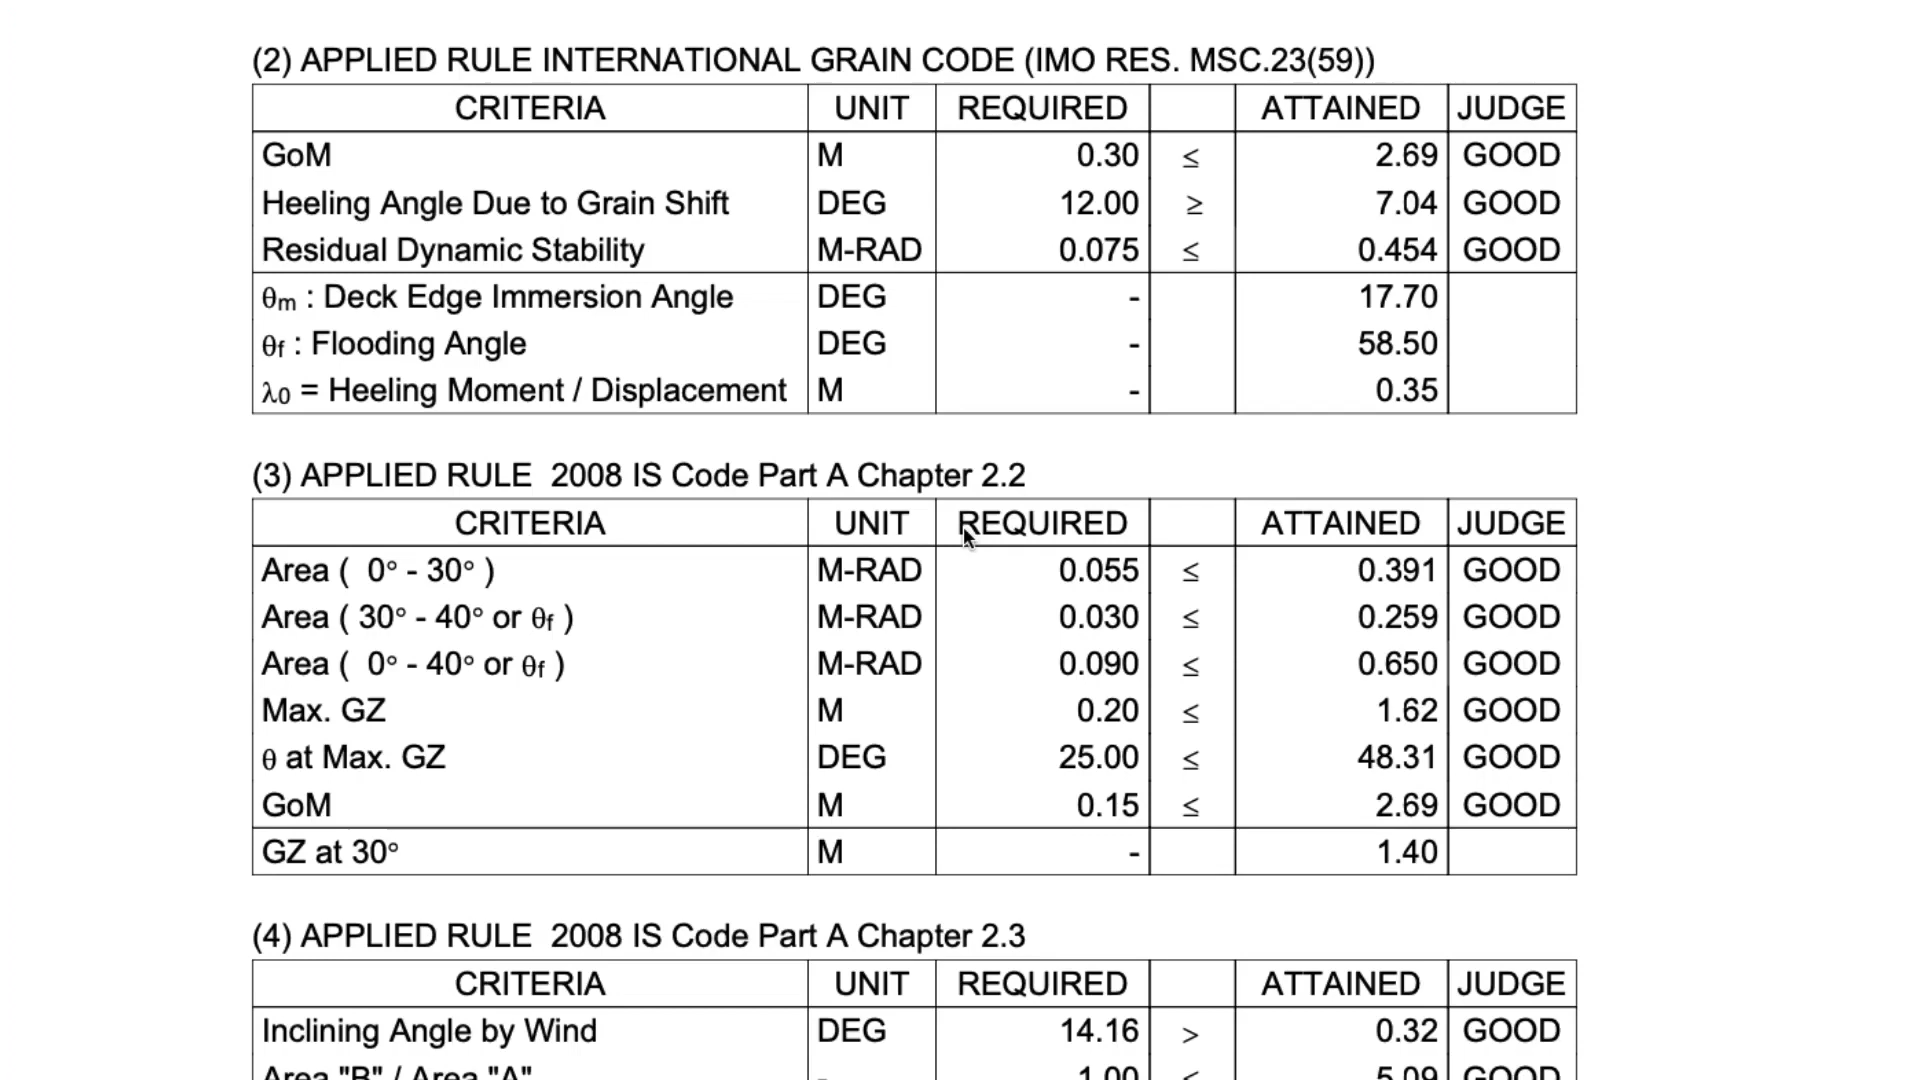 (2) APPLIED RULE INTERNATIONAL GRAIN CODE (IMO RES. MSC.23(59))
CRITERIA UNIT REQUIRED ATTAINED JUDGE
GoM M 0.30 ≤ 2.69 GOOD
Heeling Angle Due to Grain Shift DEG 12.00 ≥ 7.04 GOOD
Residual Dynamic Stability M-RAD 0.075 ≤ 0.454 GOOD
θm : Deck Edge Immersion Angle DEG - 17.70
θf : Flooding Angle DEG - 58.50
λ0 = Heeling Moment / Displacement M - 0.35
(3) APPLIED RULE 2008 IS Code Part A Chapter 2.2
CRITERIA UNIT REQUIRED ATTAINED JUDGE
Area ( 0° - 30° ) M-RAD 0.055 ≤ 0.391 GOOD
Area ( 30° - 40° or θf ) M-RAD 0.030 ≤ 0.259 GOOD
Area ( 0° - 40° or θf ) M-RAD 0.090 ≤ 0.650 GOOD
Max. GZ M 0.20 ≤ 1.62 GOOD
θ at Max. GZ DEG 25.00 ≤ 48.31 GOOD
GoM M 0.15 ≤ 2.69 GOOD
GZ at 30° M - 1.40
(4) APPLIED RULE 2008 IS Code Part A Chapter 2.3
CRITERIA UNIT REQUIRED ATTAINED JUDGE
Inclining Angle by Wind DEG 14.16 > 0.32 GOOD
Area "B" / Area "A" - 1.00 ≤ 5.09 GOOD